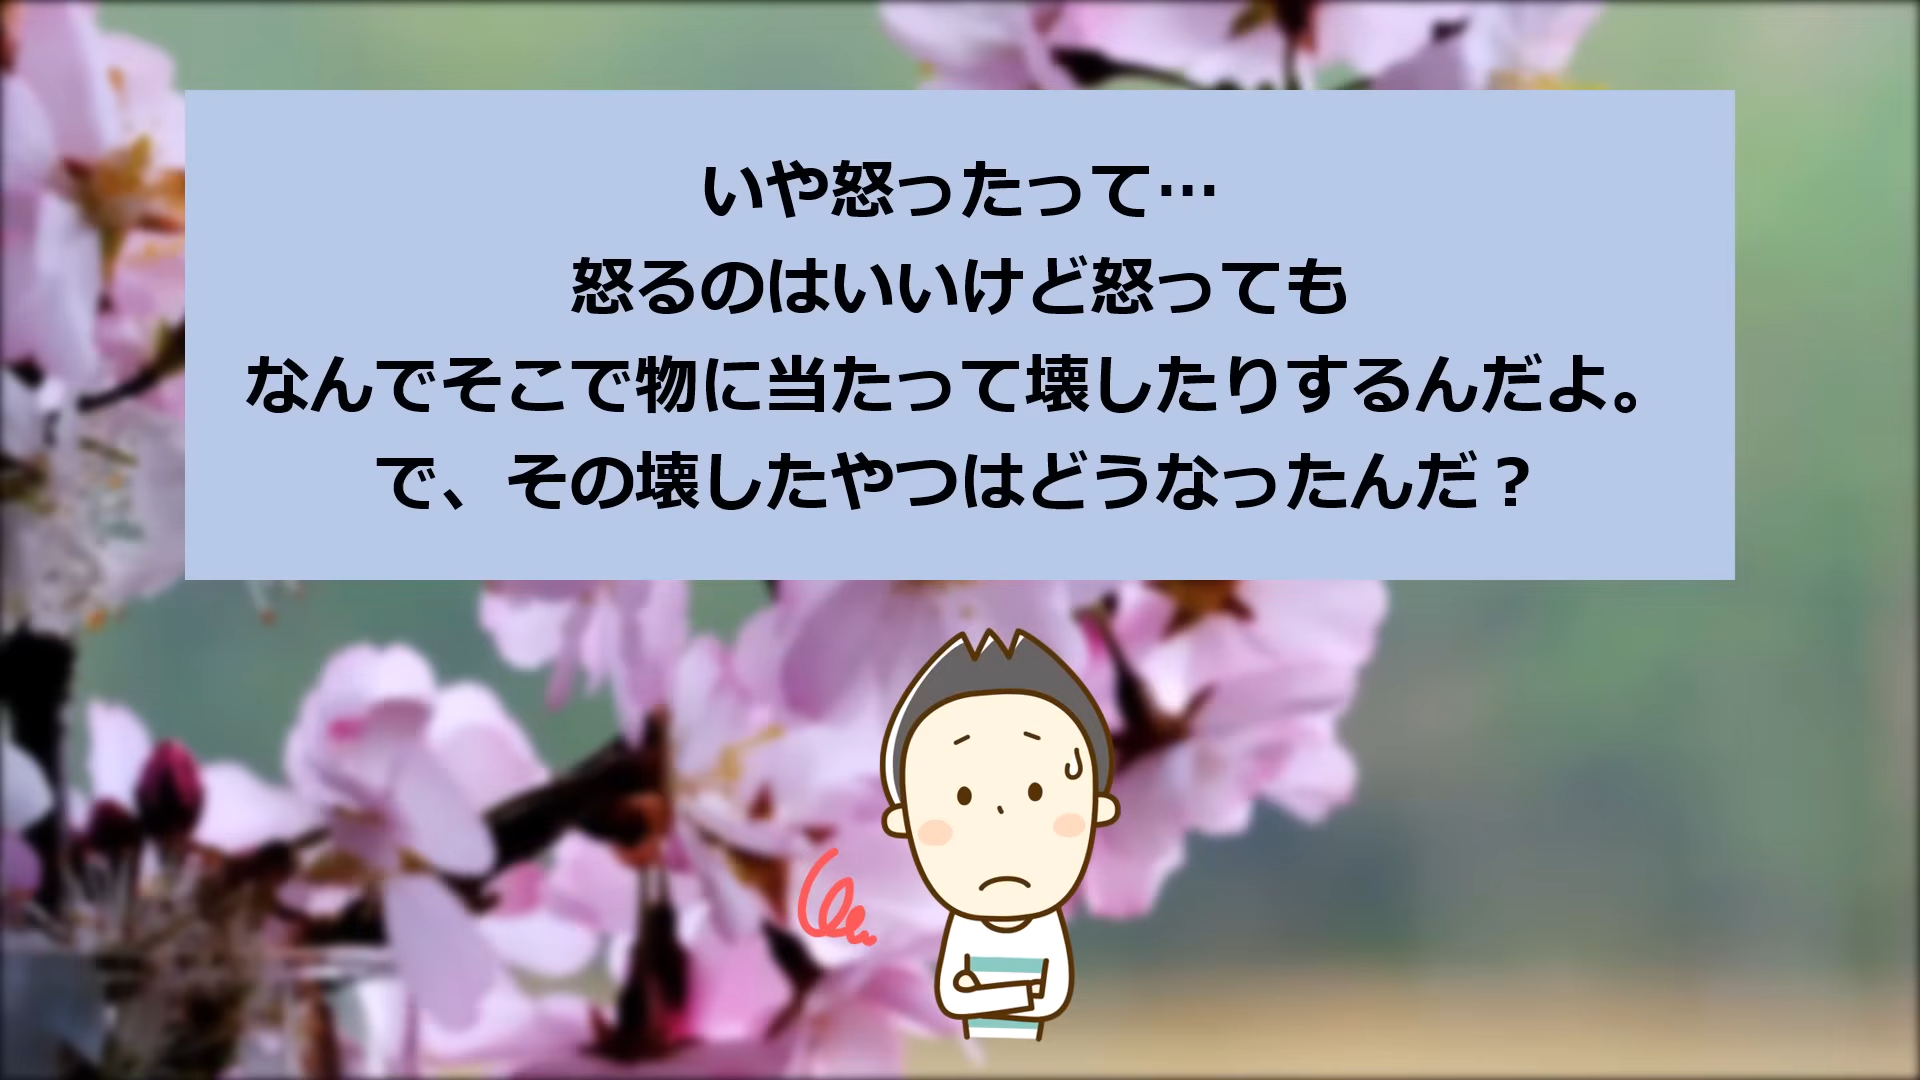 いや怒ったって…
怒るのはいいけど怒っても
なんでそこで物に当たって壊したりするんだよ。
で、その壊したやつはどうなったんだ？